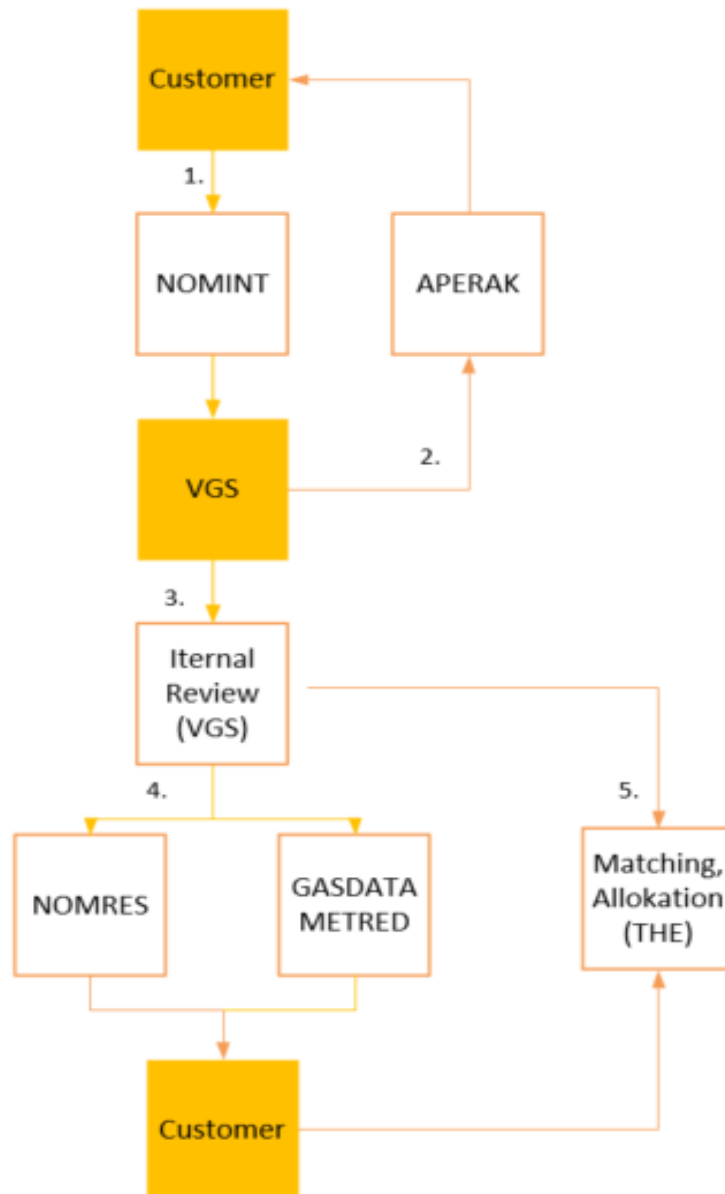 Customer
1.
NOMINT
APERAK
VGS
2.
3.
Iternal
Review
(VGS)
4.
5.
NOMRES
GASDATA
METRED
Matching,
Allokation
(THE)
Customer